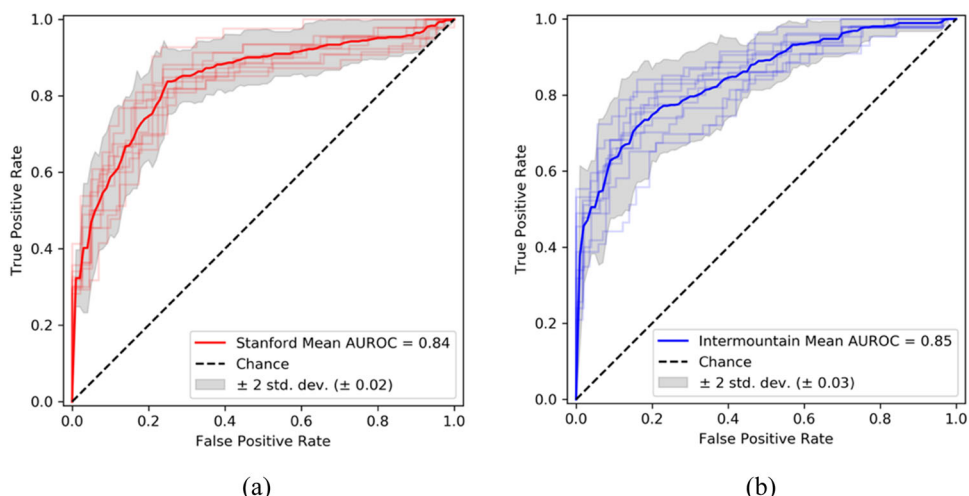 1.0
0.8
0.6
0.4
0.2
0.0
True Positive Rate
0.0 0.2 0.4 0.6 0.8 1.0
False Positive Rate
Stanford Mean AUROC = 0.84
Chance
± 2 std. dev. (± 0.02)
(a)
1.0
0.8
0.6
0.4
0.2
0.0
True Positive Rate
0.0 0.2 0.4 0.6 0.8 1.0
False Positive Rate
Intermountain Mean AUROC = 0.85
Chance
± 2 std. dev. (± 0.03)
(b)